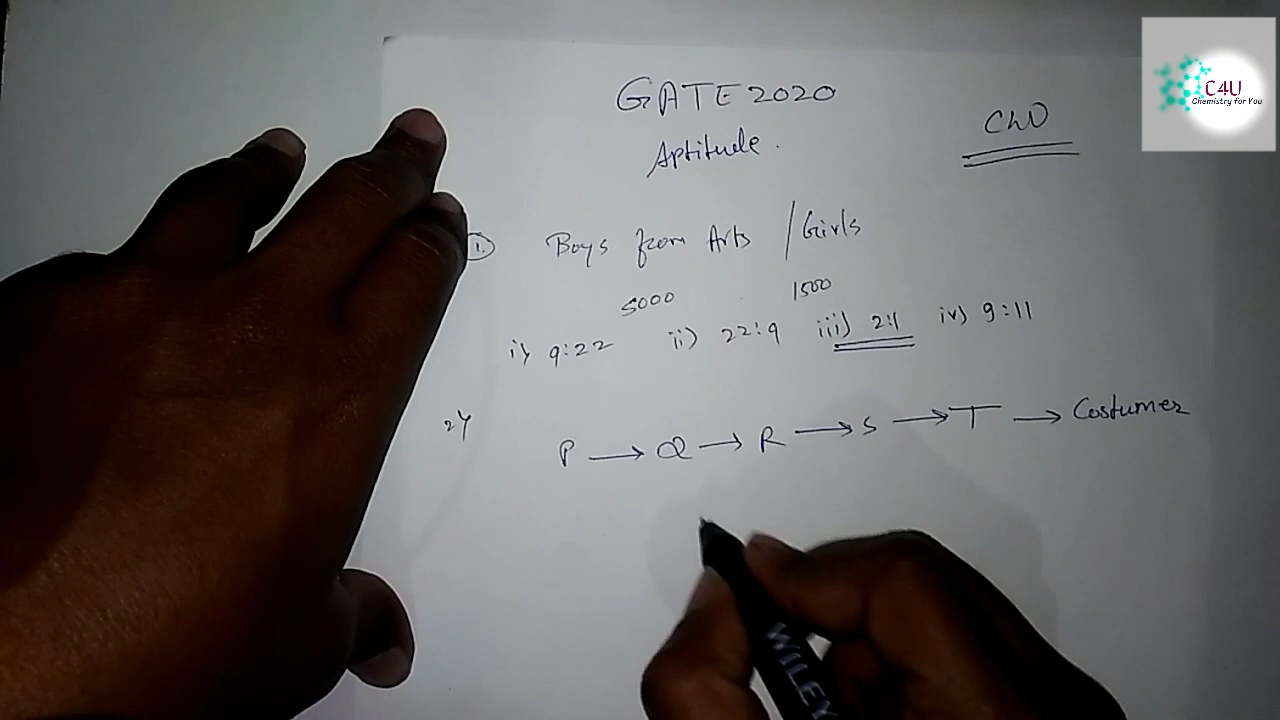 GATE 2020
C4U
Chemistry for You
Aptitude.
1. Boys from Arts / Girls
5000 1500
i) 9:22 ii) 22:9 iii) 2:1 iv) 9:11
2) P → Q → R → S → T → Costumer
WILEY